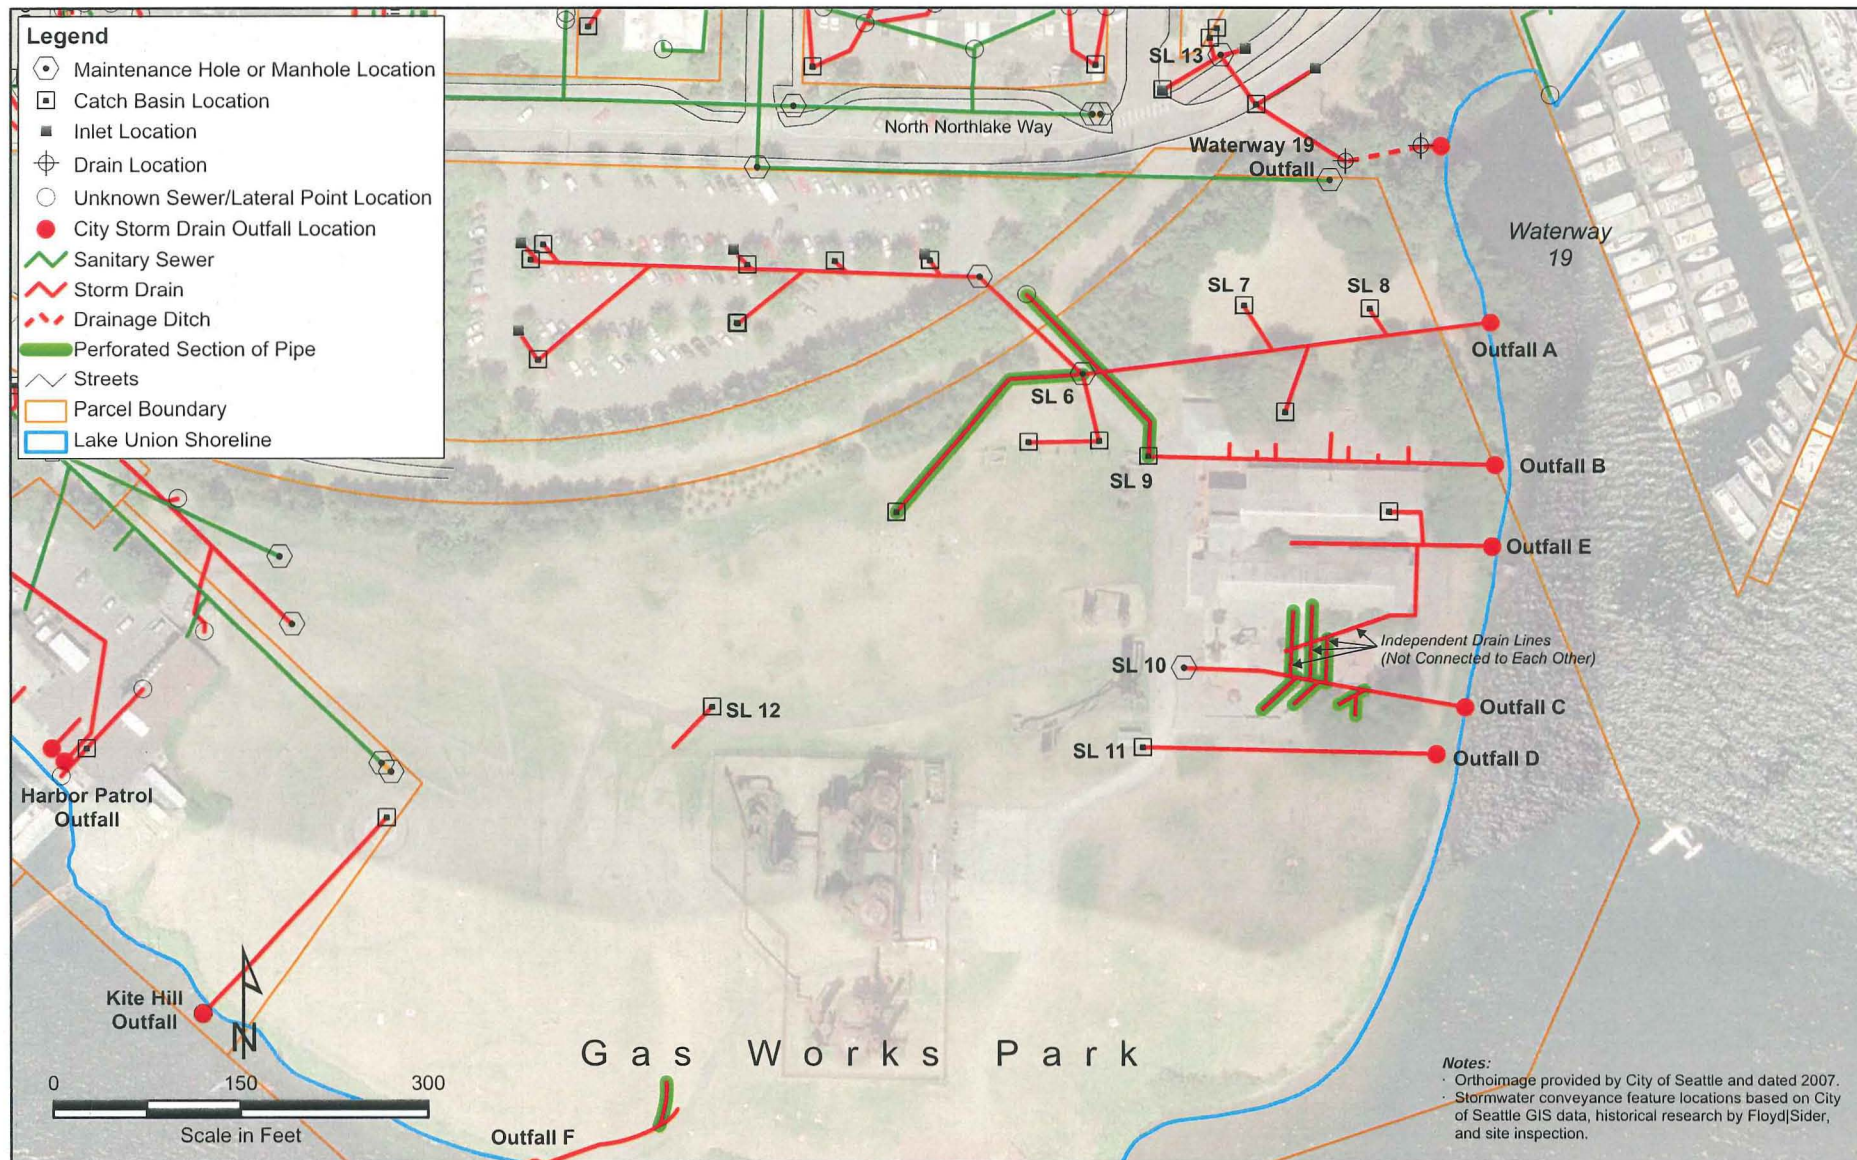 Legend
Maintenance Hole or Manhole Location
Catch Basin Location
Inlet Location
Drain Location
Unknown Sewer/Lateral Point Location
City Storm Drain Outfall Location
Sanitary Sewer
Storm Drain
Drainage Ditch
Perforated Section of Pipe
Streets
Parcel Boundary
Lake Union Shoreline
SL 13
North Northlake Way
Waterway 19
Outfall
Waterway
19
SL 7
SL 8
Outfall A
SL 6
SL 9
Outfall B
Outfall E
Independent Drain Lines
(Not Connected to Each Other)
SL 10
SL 12
Outfall C
SL 11
Outfall D
Harbor Patrol
Outfall
Kite Hill
Outfall
N
Gas Works Park
0 150 300
Scale in Feet
Outfall F
Notes:
· Orthoimage provided by City of Seattle and dated 2007.
· Stormwater conveyance feature locations based on City
of Seattle GIS data, historical research by Floyd|Sider,
and site inspection.